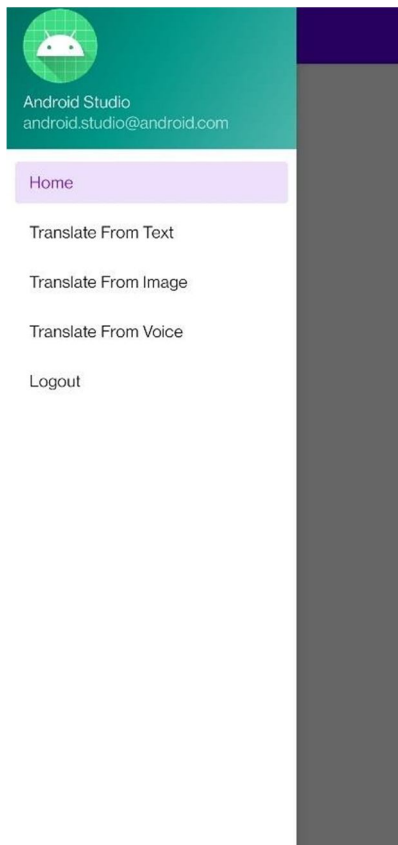 Android Studio
android.studio@android.com
Home
Translate From Text
Translate From Image
Translate From Voice
Logout